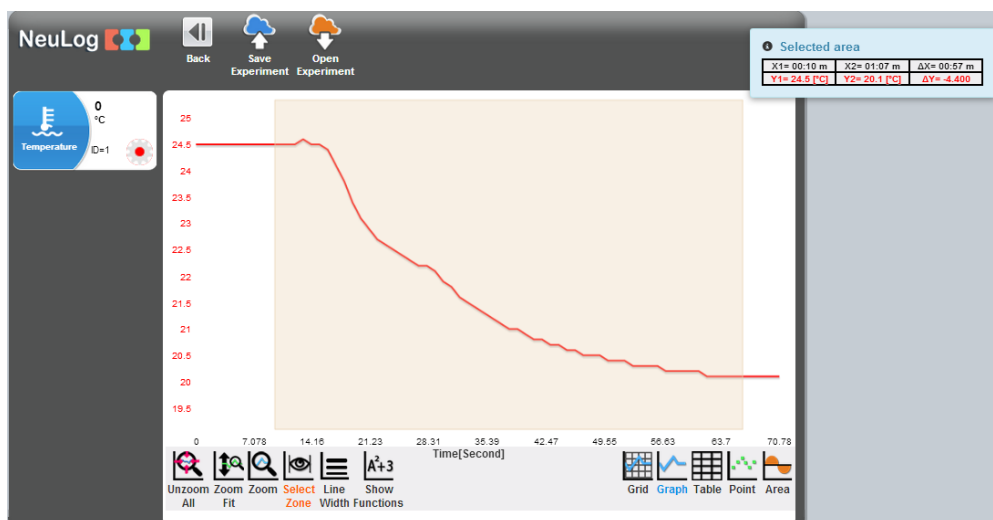 NeuLog
Back
Save Experiment
Open Experiment
Selected area
X1= 00:10 m X2= 01:07 m ΔX= 00:57 m
Y1= 24.5 [°C] Y2= 20.1 [°C] ΔY= -4.400
0
°C
Temperature
ID=1
25
24.5
24
23.5
23
22.5
22
21.5
21
20.5
20
19.5
0 7.078 14.16 21.23 28.31 35.39 42.47 49.56 56.63 63.7 70.78
Time[Second]
A²+3
Unzoom All
Zoom Fit
Zoom
Select Zone
Line Width
Show Functions
Grid
Graph
Table
Point
Area